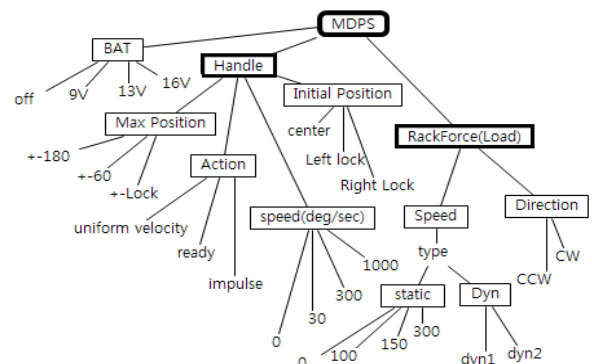 MDPS
BAT
Handle
off
9V
13V
16V
Initial Position
Max Position
center
RackForce(Load)
+-180
+-60
+-Lock
Action
Left lock
Right Lock
uniform velocity
ready
impulse
speed(deg/sec)
Speed
Direction
type
CCW
CW
0
30
300
1000
static
Dyn
0
100
150
300
dyn1
dyn2